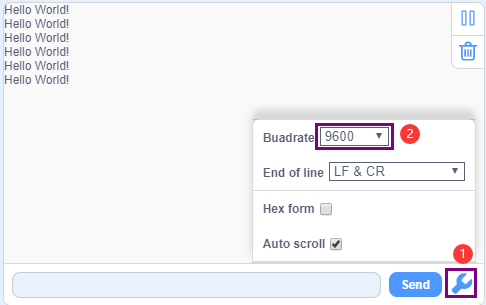 Hello World!
Hello World!
Hello World!
Hello World!
Hello World!
Hello World!
Buadrate 9600 2
End of line LF & CR
Hex form
Auto scroll
1
Send